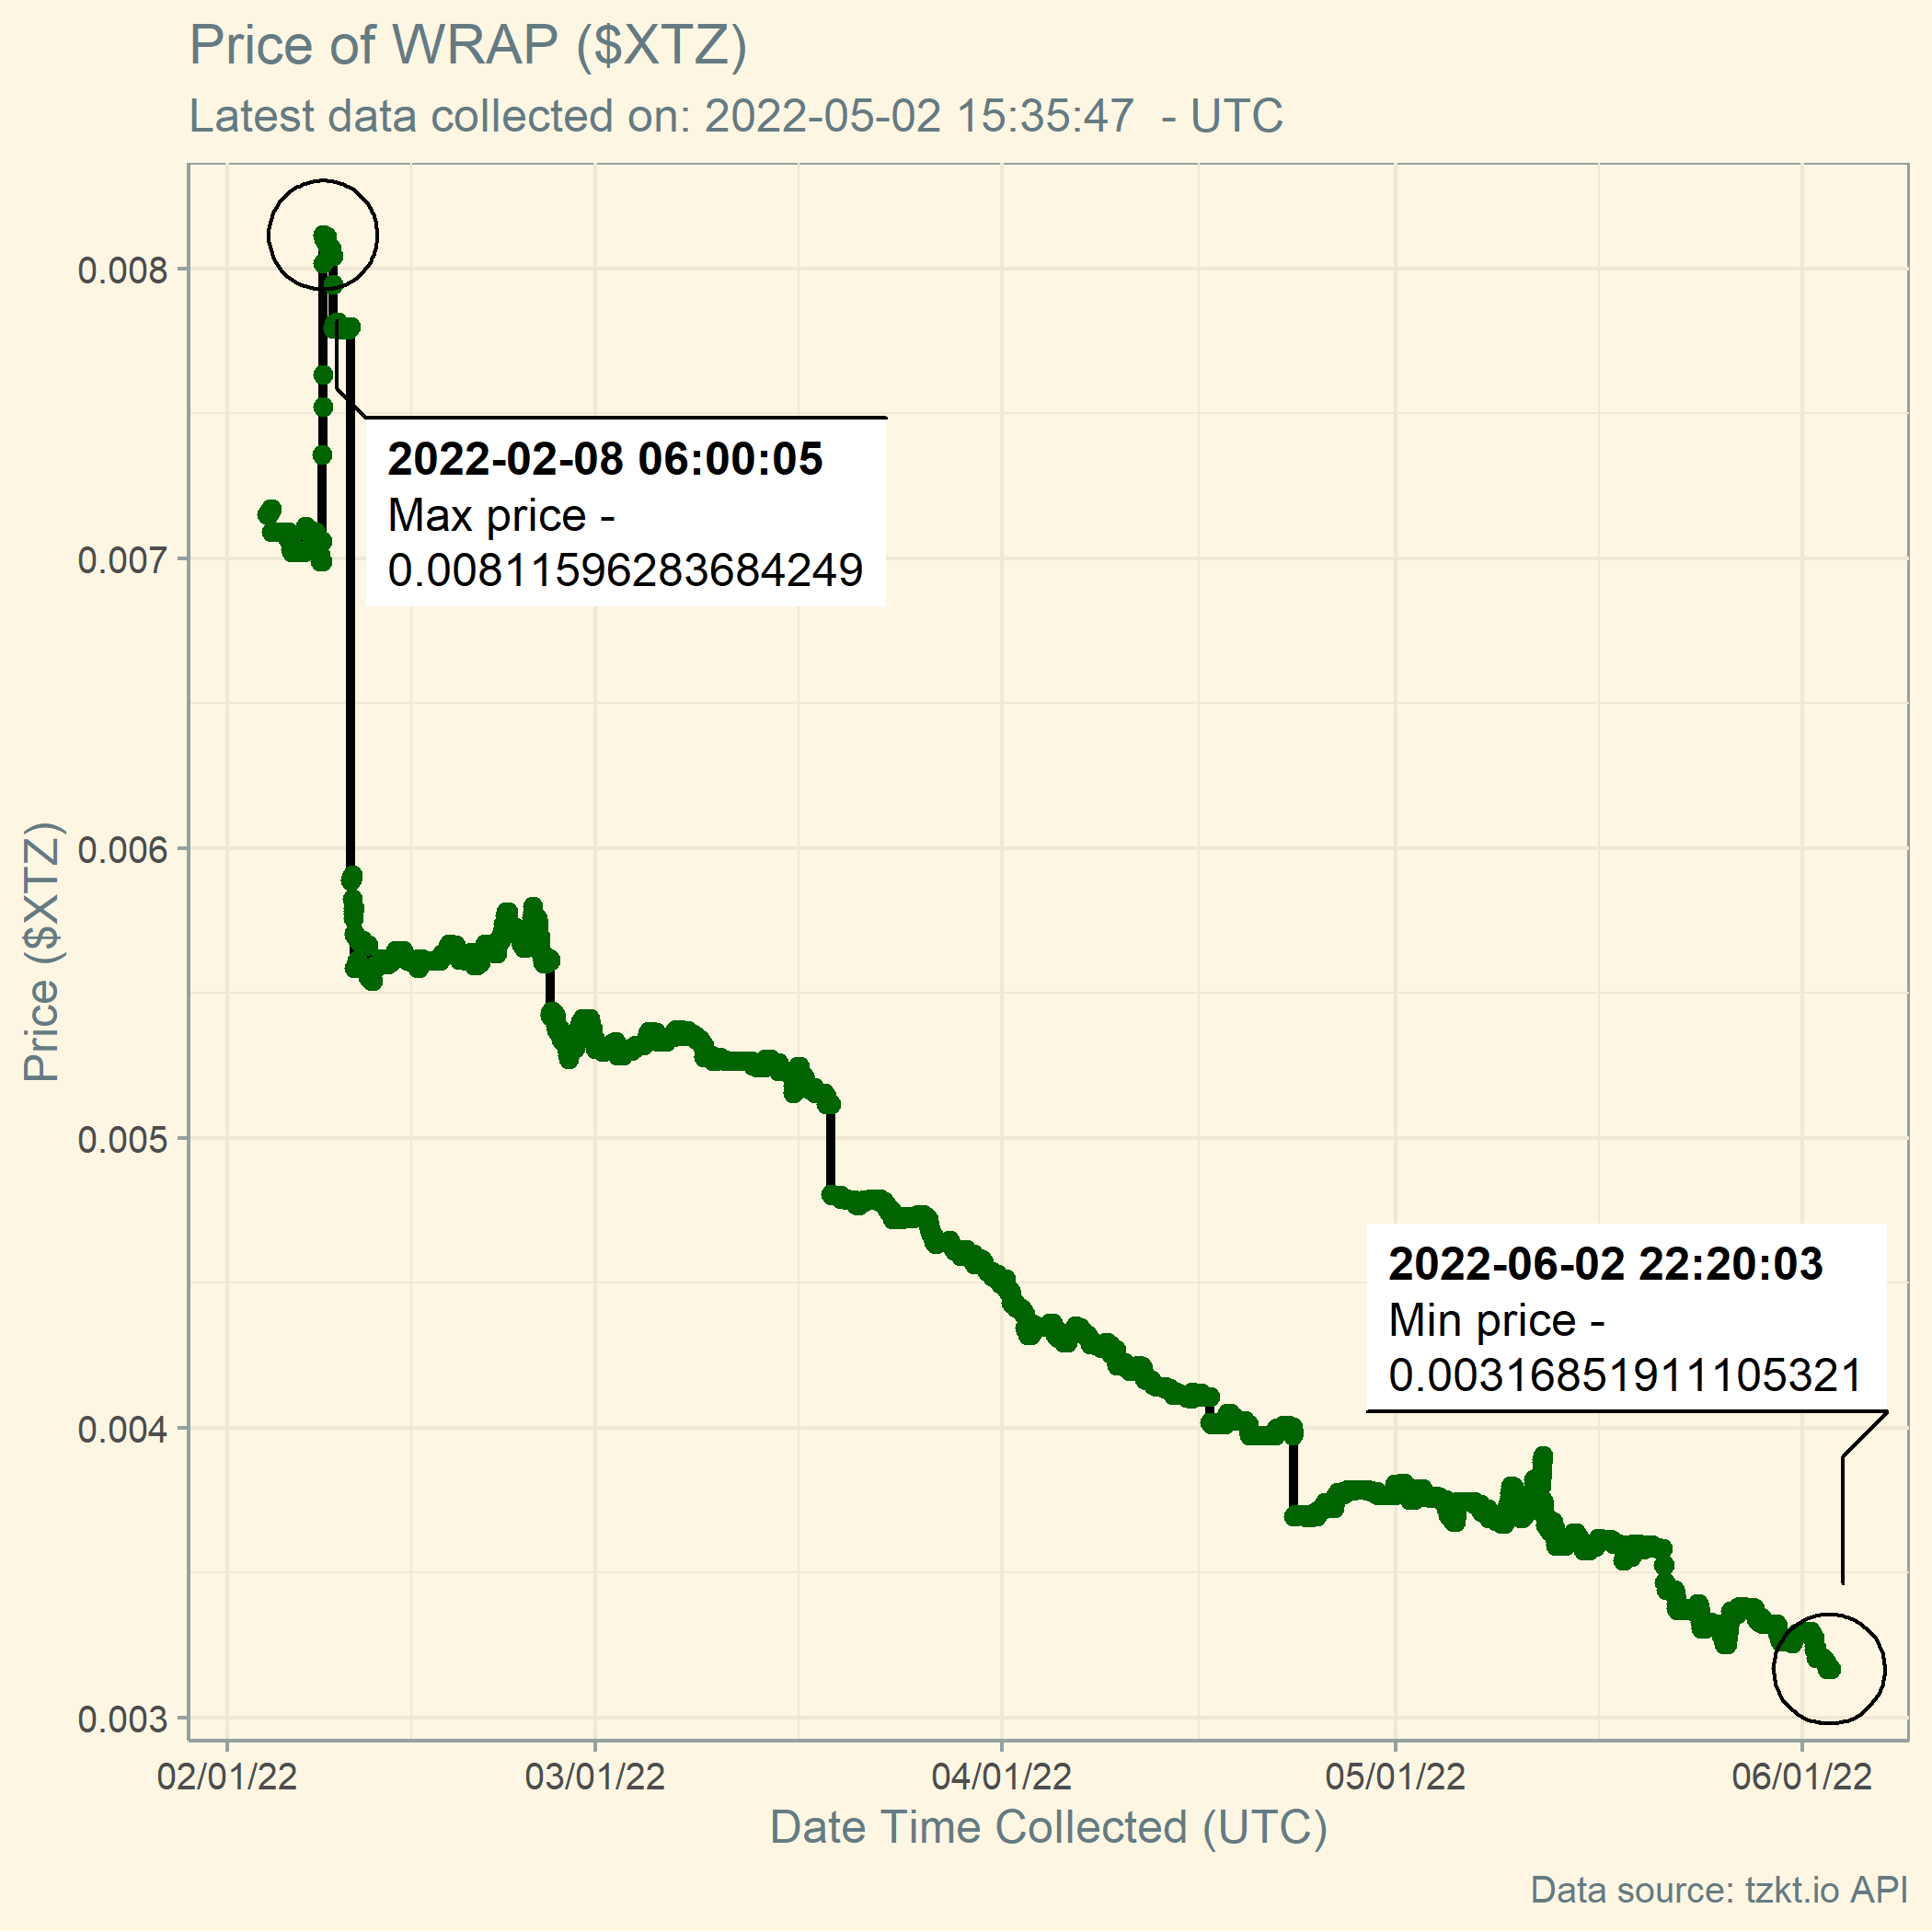 Price of WRAP ($XTZ)
Latest data collected on: 2022-05-02 15:35:47  - UTC
0.008
2022-02-08 06:00:05
Max price -
0.00811596283684249
0.007
0.006
Price ($XTZ)
0.005
2022-06-02 22:20:03
Min price -
0.00316851911105321
0.004
0.003
02/01/22 03/01/22 04/01/22 05/01/22 06/01/22
Date Time Collected (UTC)
Data source: tzkt.io API